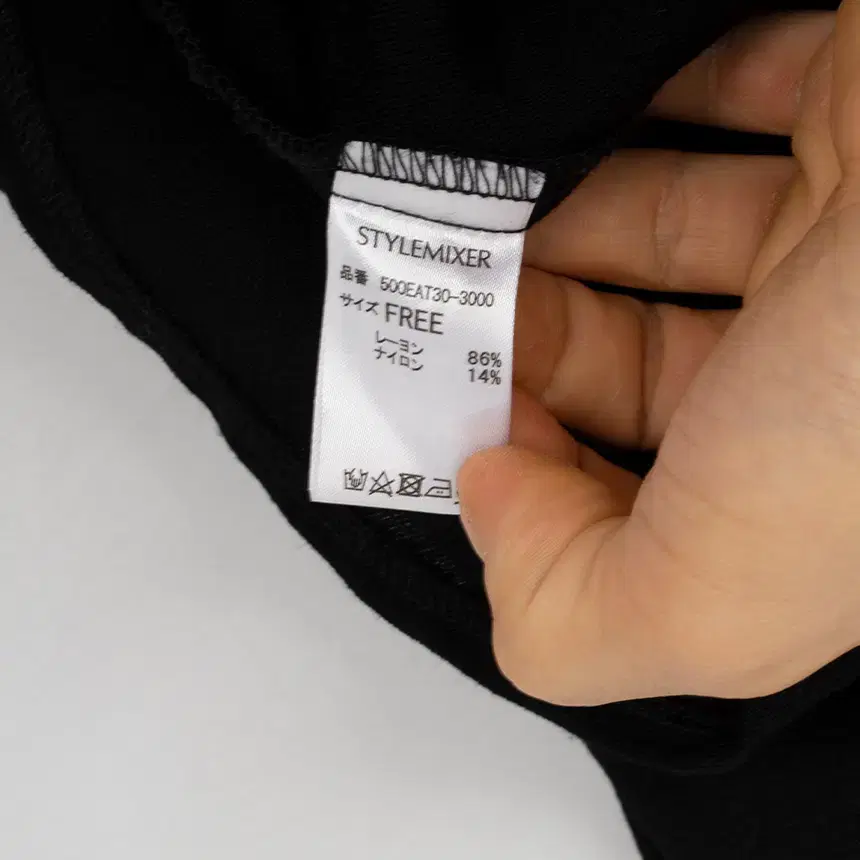 STYLEMIXER
品番 500EAT30-3000
サイズ FREE
レーヨン 86%
ナイロン 14%